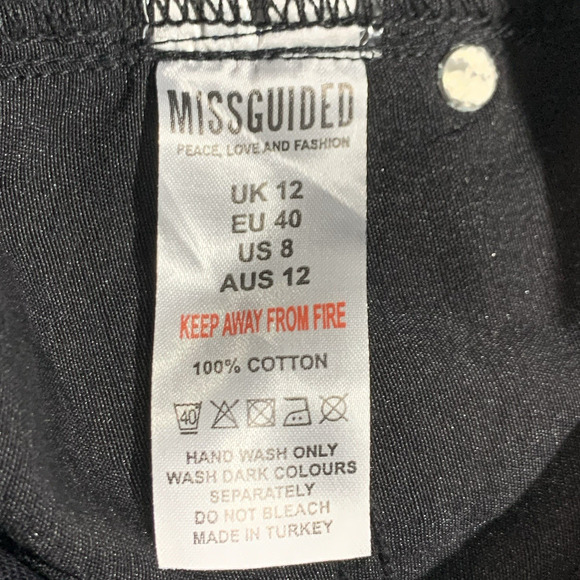 MISSGUIDED
PEACE, LOVE AND FASHION
UK 12
EU 40
US 8
AUS 12
KEEP AWAY FROM FIRE
100% COTTON
40
HAND WASH ONLY
WASH DARK COLOURS
SEPARATELY
DO NOT BLEACH
MADE IN TURKEY